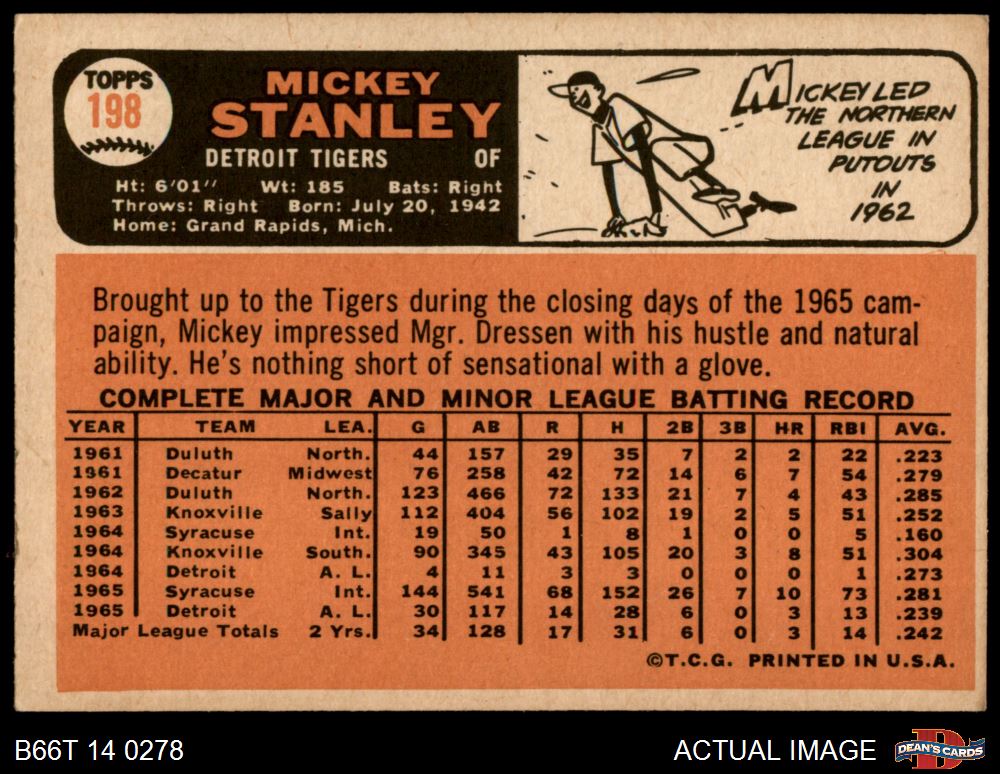 TOPPS
198
MICKEY
STANLEY
DETROIT TIGERS OF
Ht: 6'01" Wt: 185 Bats: Right
Throws: Right Born: July 20, 1942
Home: Grand Rapids, Mich.
MICKEY LED
THE NORTHERN
LEAGUE IN
PUTOUTS
IN
1962
Brought up to the Tigers during the closing days of the 1965 cam-
paign, Mickey impressed Mgr. Dressen with his hustle and natural
ability. He's nothing short of sensational with a glove.
COMPLETE MAJOR AND MINOR LEAGUE BATTING RECORD
YEAR TEAM LEA. G AB R H 2B 3B HR RBI AVG.
1961 Duluth North. 44 157 29 35 7 2 2 22 .223
1961 Decatur Midwest 76 258 42 72 14 6 7 54 .279
1962 Duluth North. 123 466 72 133 21 7 4 43 .285
1963 Knoxville Sally 112 404 56 102 19 2 5 51 .252
1964 Syracuse Int. 19 50 1 8 1 0 0 5 .160
1964 Knoxville South. 90 345 43 105 20 3 8 51 .304
1964 Detroit A. L. 4 11 3 3 0 0 0 1 .273
1965 Syracuse Int. 144 541 68 152 26 7 10 73 .281
1965 Detroit A. L. 30 117 14 28 6 0 3 13 .239
Major League Totals 2 Yrs. 34 128 17 31 6 0 3 14 .242
©T.C.G. PRINTED IN U.S.A.
B66T 14 0278 ACTUAL IMAGE D DEAN'S CARDS